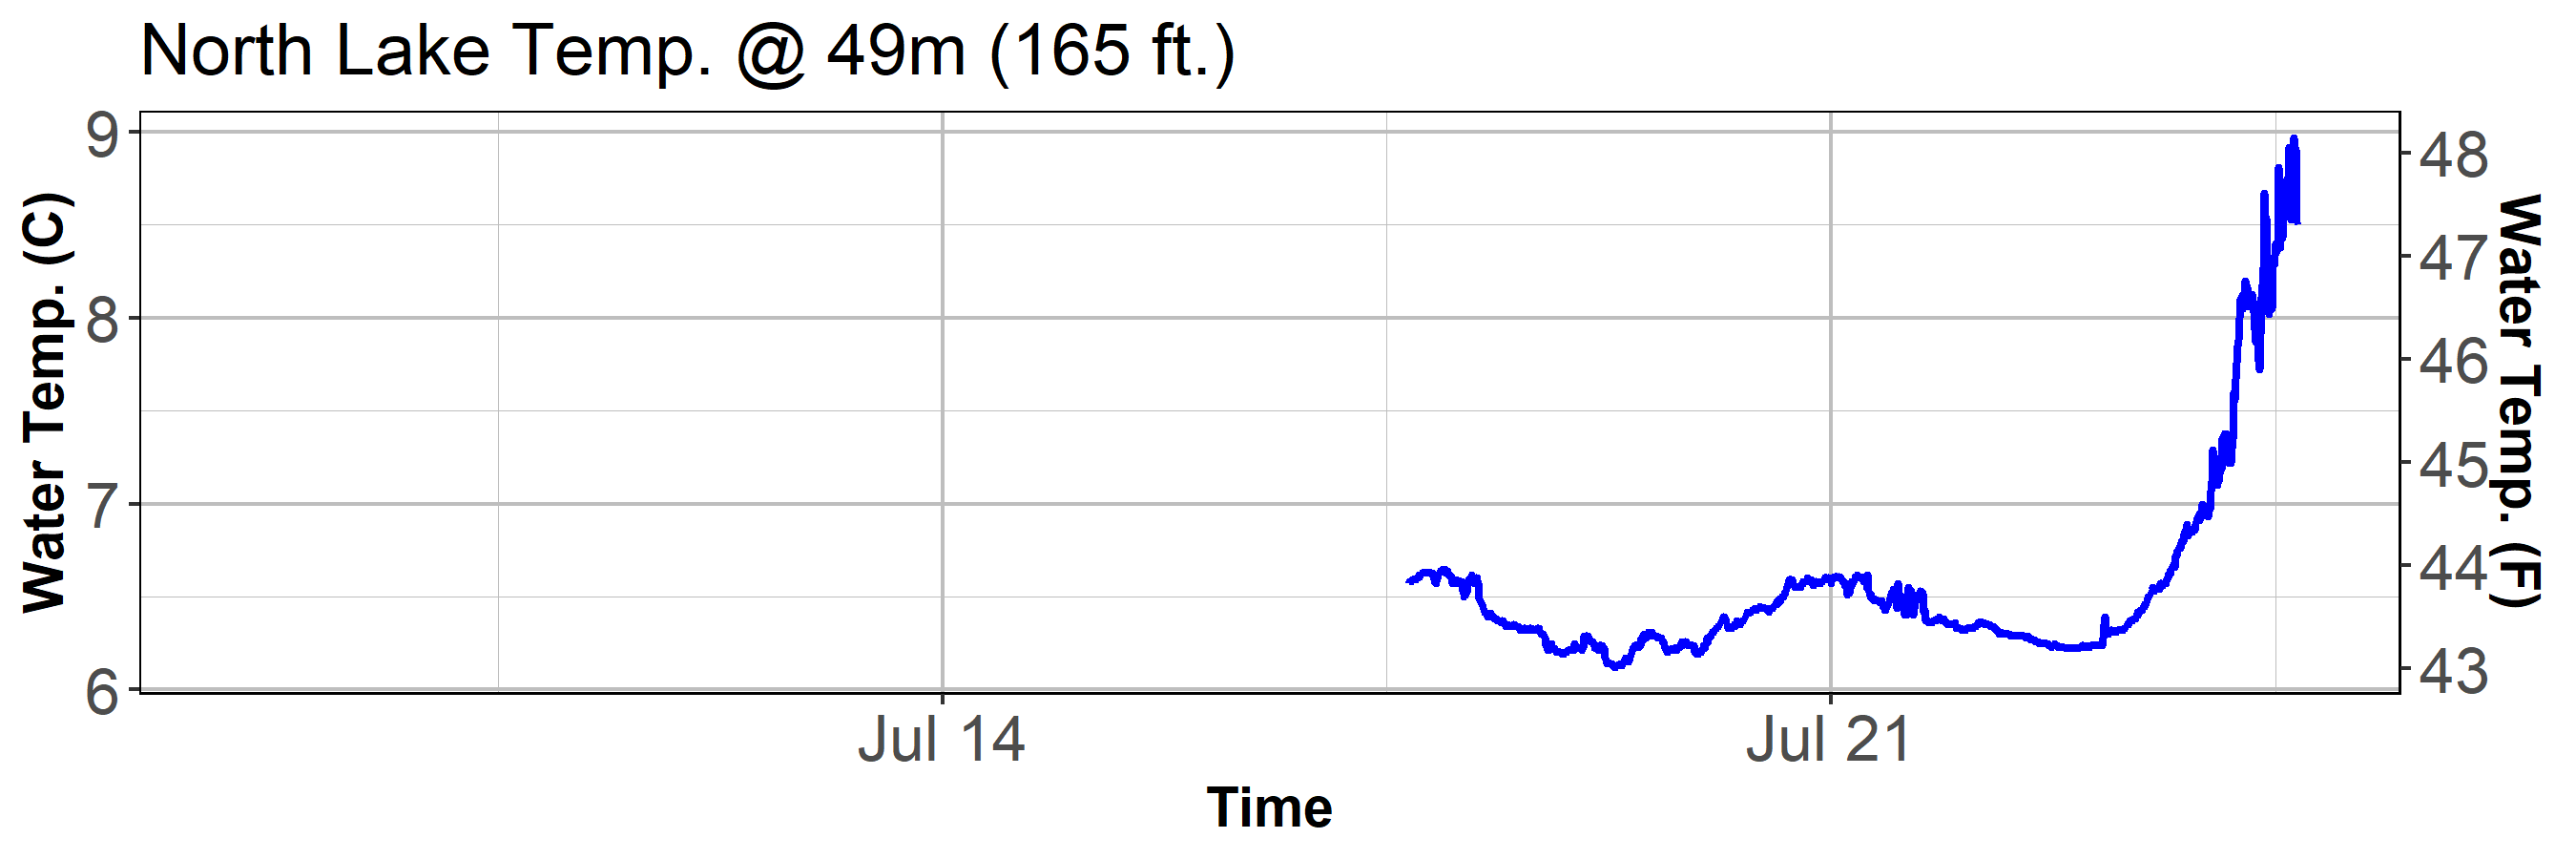 North Lake Temp. @ 49m (165 ft.)
Water Temp. (C)
9
8
7
6
48
47
46
45
44
43
Water Temp. (F)
Jul 14
Jul 21
Time